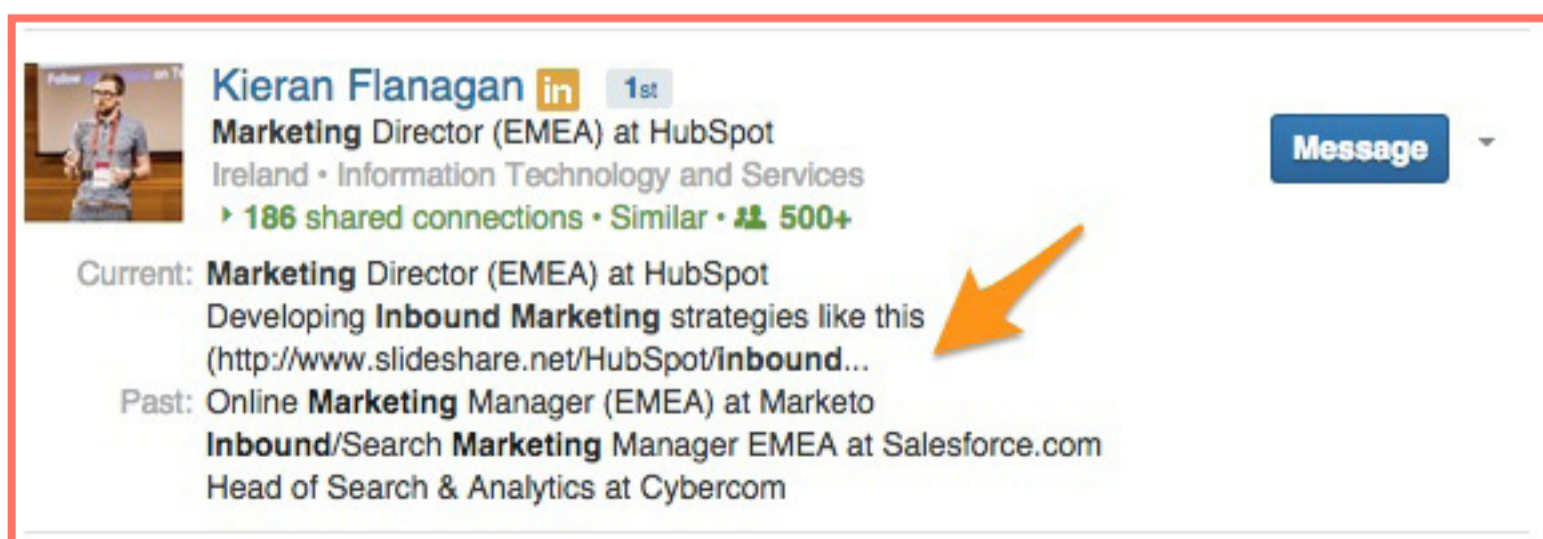 Follow on
Kieran Flanagan in 1st
Marketing Director (EMEA) at HubSpot
Message
Ireland • Information Technology and Services
186 shared connections • Similar • 500+
Current: Marketing Director (EMEA) at HubSpot
Developing Inbound Marketing strategies like this
(http://www.slideshare.net/HubSpot/inbound...
Past: Online Marketing Manager (EMEA) at Marketo
Inbound/Search Marketing Manager EMEA at Salesforce.com
Head of Search & Analytics at Cybercom